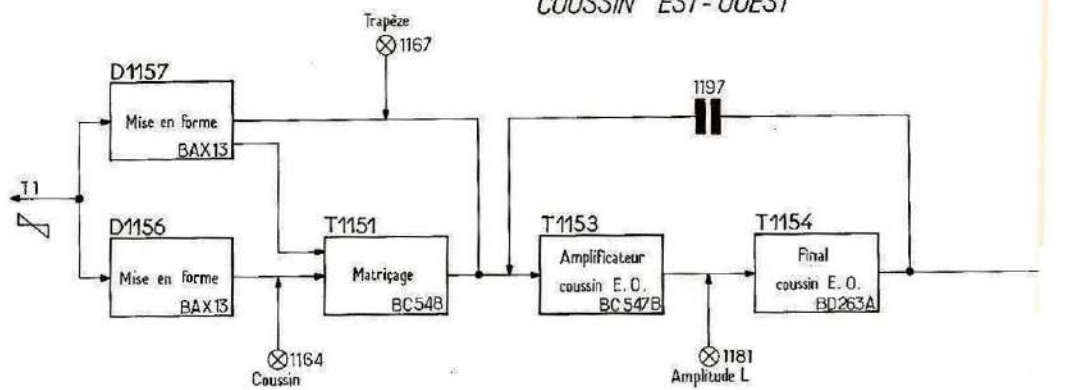 COUSSIN EST-OUEST
Trapèze
1167
D1157
Mise en forme
BAX13
1197
T1
D1156
Mise en forme
BAX13
T1151
Matriçage
BC548
T1153
Amplificateur
coussin E.O.
BC547B
T1154
Final
coussin E.O.
BD263A
1164
Coussin
1181
Amplitude L